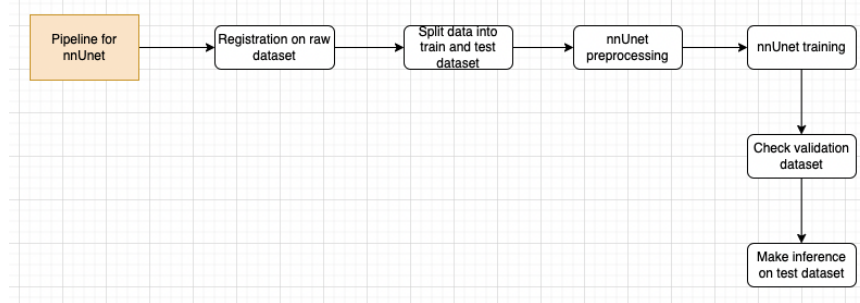 Pipeline for
nnUnet
Registration on raw
dataset
Split data into
train and test
dataset
nnUnet
preprocessing
nnUnet training
Check validation
dataset
Make inference
on test dataset